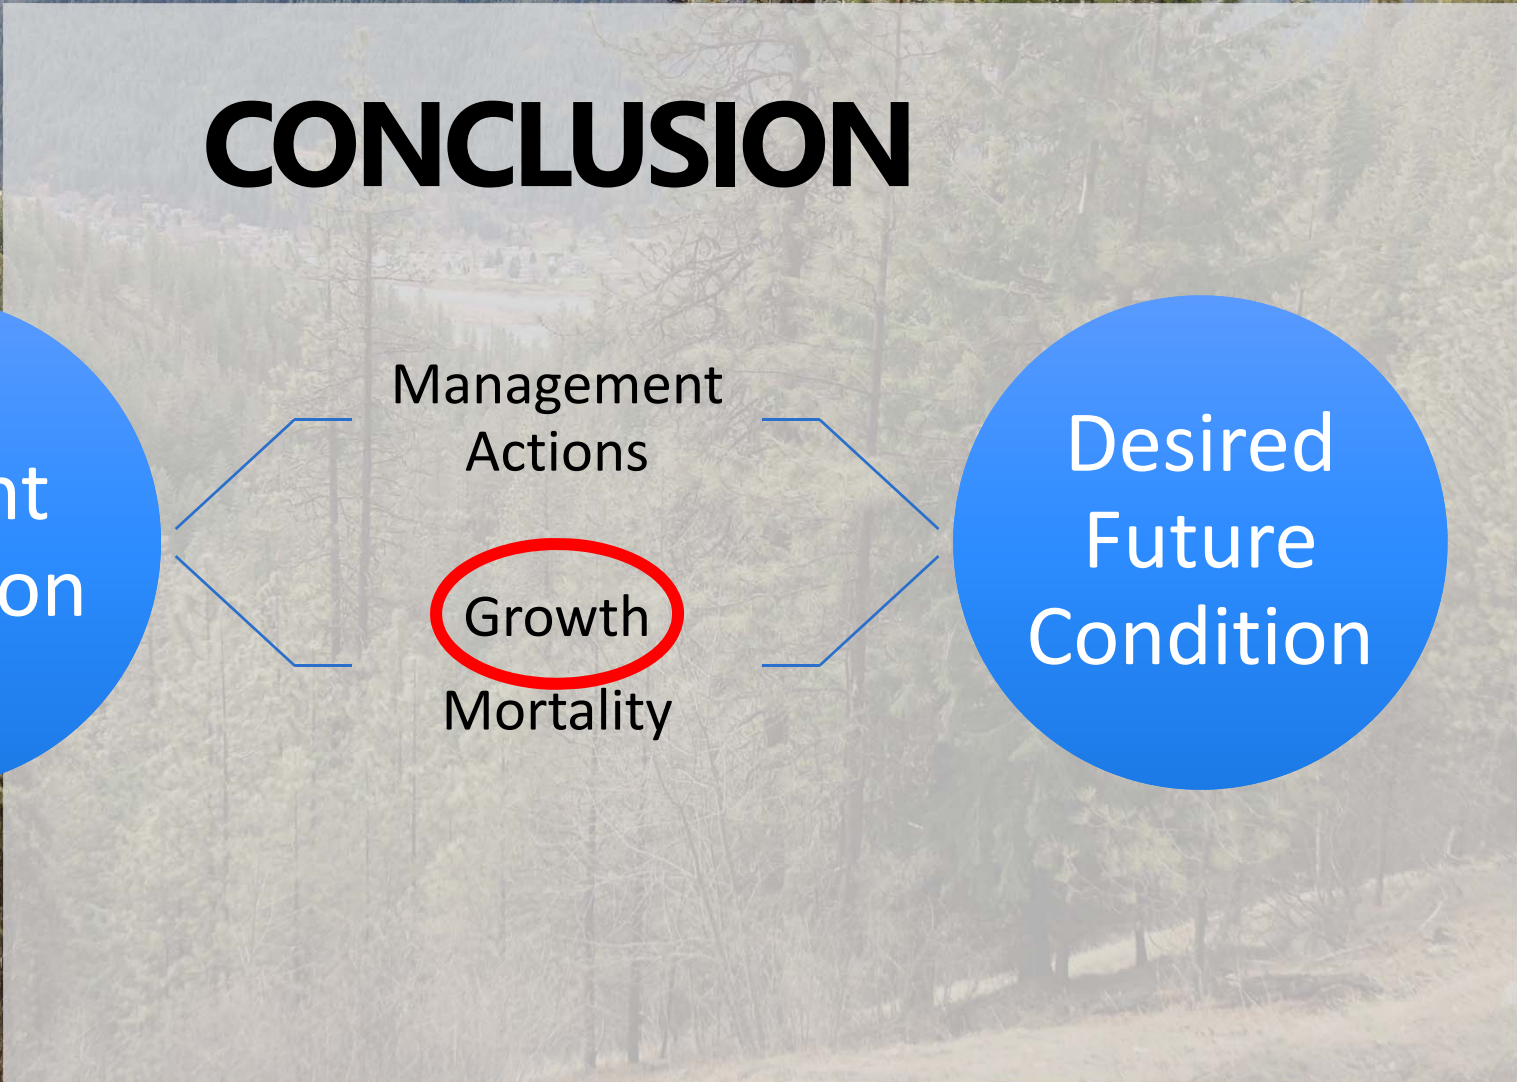 CONCLUSION
nt
on
Management
Actions
Growth
Mortality
Desired
Future
Condition